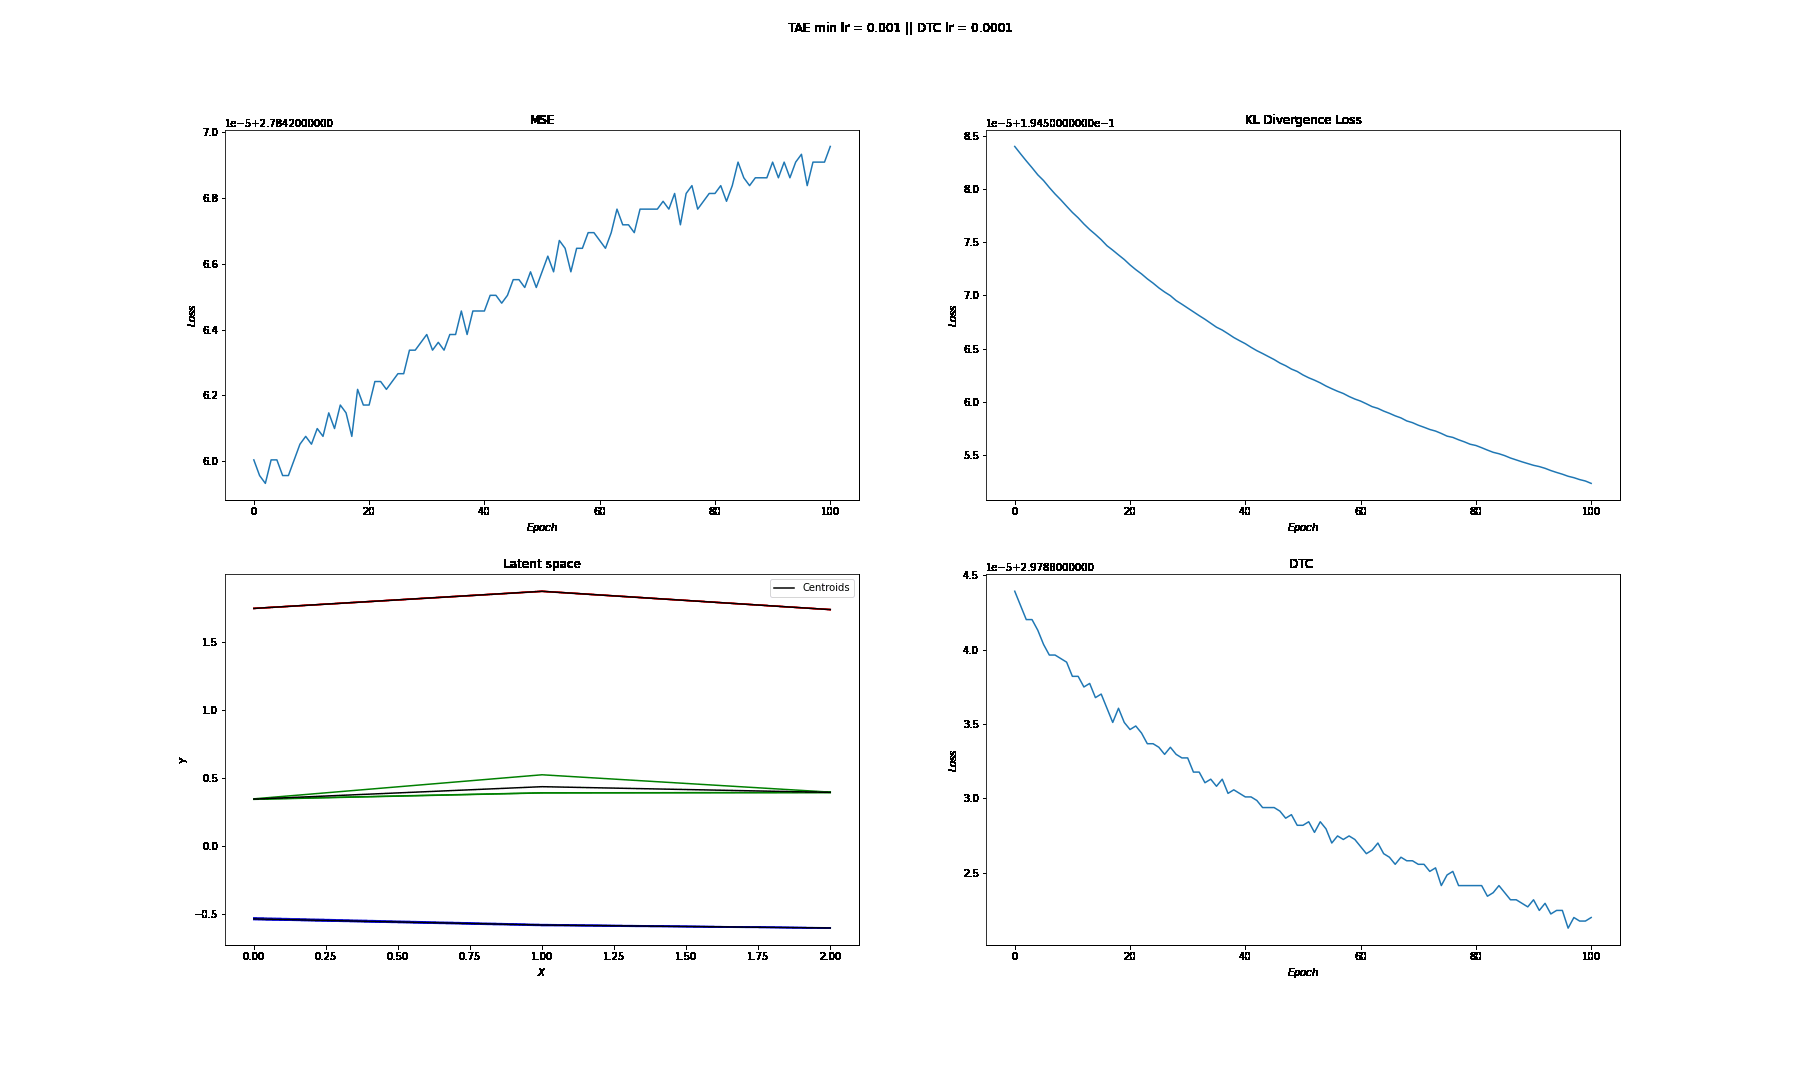 TAE min lr = 0.001 || DTC lr = 0.0001
MSE
1e−5+2.7842000000
7.0
6.8
6.6
6.4
6.2
6.0
Loss
0 20 40 60 80 100
Epoch
KL Divergence Loss
1e−5+1.9450000000e−1
8.5
8.0
7.5
7.0
6.5
6.0
5.5
Loss
0 20 40 60 80 100
Epoch
Latent space
Centroids
1.5
1.0
0.5
0.0
−0.5
Y
0.00 0.25 0.50 0.75 1.00 1.25 1.50 1.75 2.00
X
DTC
4.5
4.0
3.5
3.0
2.5
Loss
0 20 40 60 80 100
Epoch